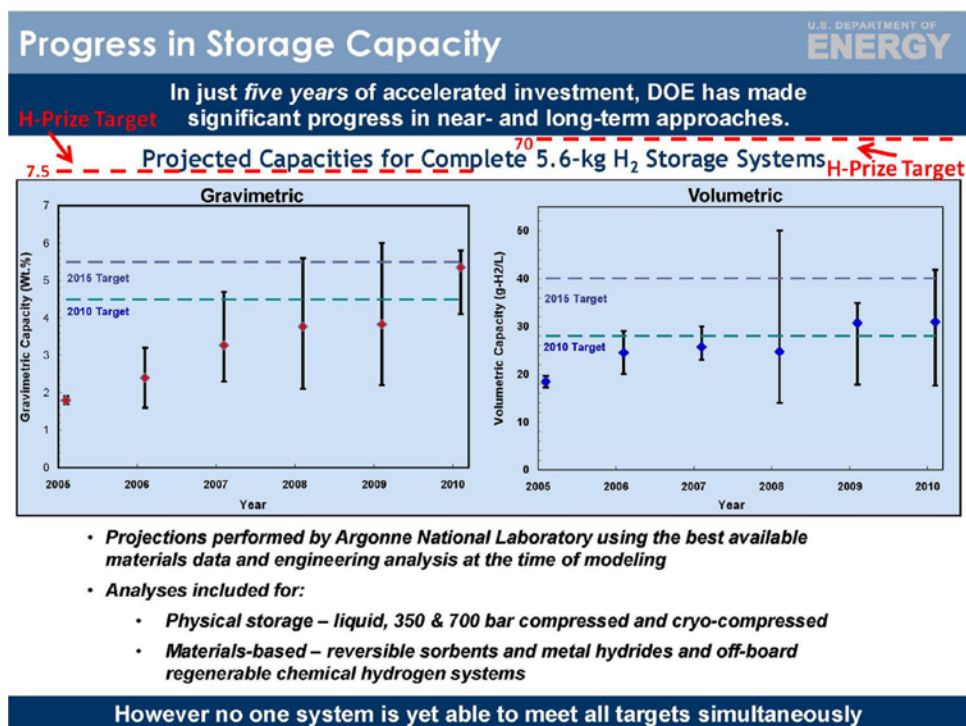 Progress in Storage Capacity
U.S. DEPARTMENT OF
ENERGY
In just five years of accelerated investment, DOE has made
significant progress in near- and long-term approaches.
H-Prize Target
70
Projected Capacities for Complete 5.6-kg H₂ Storage Systems
H-Prize Target
7.5
Gravimetric
7
6
5
4
3
2
1
0
Gravimetric Capacity (Wt.%)
2015 Target
2010 Target
2005
2006
2007
2008
2009
2010
Year
Volumetric
50
40
30
20
10
0
Volumetric Capacity (g-H2/L)
2015 Target
2010 Target
2005
2006
2007
2008
2009
2010
Year
• Projections performed by Argonne National Laboratory using the best available
materials data and engineering analysis at the time of modeling
• Analyses included for:
• Physical storage – liquid, 350 & 700 bar compressed and cryo-compressed
• Materials-based – reversible sorbents and metal hydrides and off-board
regenerable chemical hydrogen systems
However no one system is yet able to meet all targets simultaneously